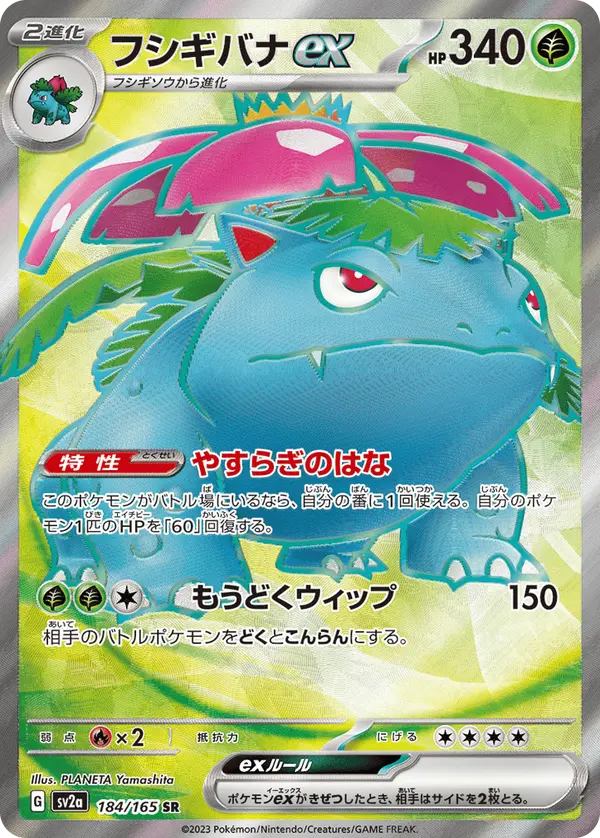 2進化
フシギバナex
HP340
フシギソウから進化
特性
とくせい
やすらぎのはな
このポケモンがバトル場にいるなら、自分の番に1回使える。自分のポケ
モン1匹のHPを「60」回復する。
もうどくウィップ 150
相手のバトルポケモンをどくとこんらんにする。
弱点 ×2 抵抗力 にげる
exルール
ポケモンexがきぜつしたとき、相手はサイドを2枚とる。
Illus. PLANETA Yamashita
G sv2a 184/165 SR
©2023 Pokémon/Nintendo/Creatures/GAME FREAK.